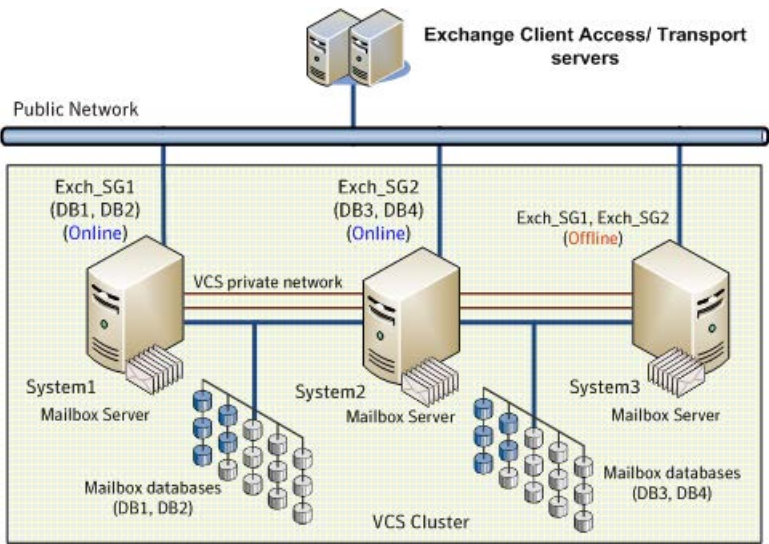 Exchange Client Access/ Transport
servers
Public Network
Exch_SG1
(DB1, DB2)
(Online)
Exch_SG2
(DB3, DB4)
(Online)
Exch_SG1, Exch_SG2
(Offline)
VCS private network
System1
Mailbox Server
System2
Mailbox Server
System3
Mailbox Server
Mailbox databases
(DB1, DB2)
Mailbox databases
(DB3, DB4)
VCS Cluster